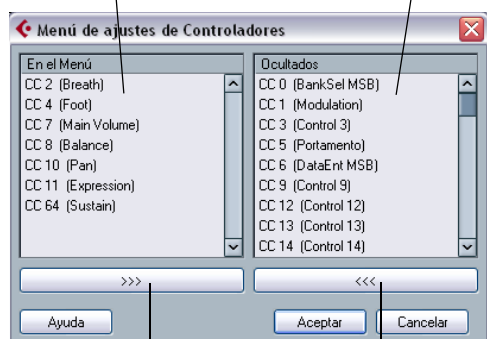 Menú de ajustes de Controladores
En el Menú
CC 2 (Breath)
CC 4 (Foot)
CC 7 (Main Volume)
CC 8 (Balance)
CC 10 (Pan)
CC 11 (Expression)
CC 64 (Sustain)
>>>
Ocultados
CC 0 (BankSel MSB)
CC 1 (Modulation)
CC 3 (Control 3)
CC 5 (Portamento)
CC 6 (DataEnt MSB)
CC 9 (Control 9)
CC 12 (Control 12)
CC 13 (Control 13)
CC 14 (Control 14)
<<<
Ayuda
Aceptar
Cancelar